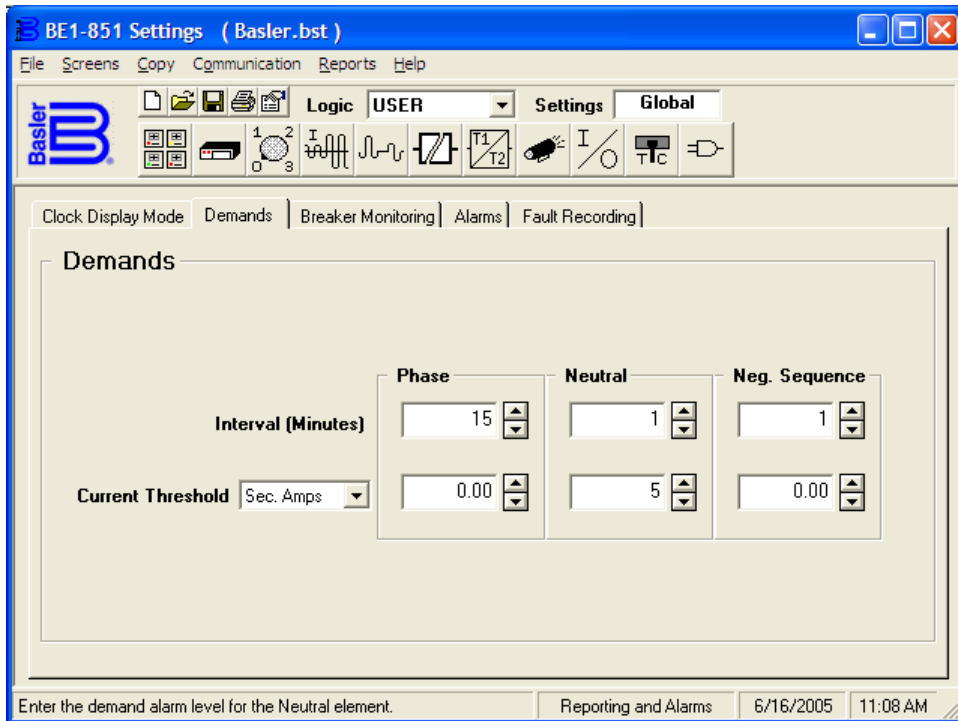 BE1-851 Settings ( Basler.bst )
File Screens Copy Communication Reports Help
Basler
B
Logic USER Settings Global
1 2 0 3
I
T1 T2
I O
T C
Clock Display Mode Demands Breaker Monitoring Alarms Fault Recording
Demands
Phase Neutral Neg. Sequence
Interval (Minutes) 15 1 1
Current Threshold Sec. Amps 0.00 5 0.00
Enter the demand alarm level for the Neutral element. Reporting and Alarms 6/16/2005 11:08 AM